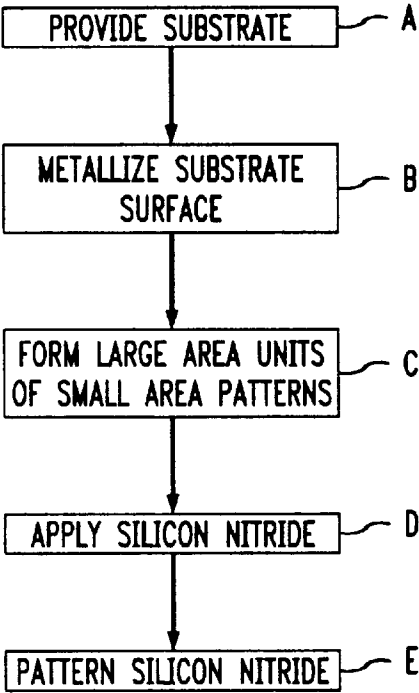 PROVIDE SUBSTRATE
A
METALLIZE SUBSTRATE
SURFACE
B
FORM LARGE AREA UNITS
OF SMALL AREA PATTERNS
C
APPLY SILICON NITRIDE
D
PATTERN SILICON NITRIDE
E